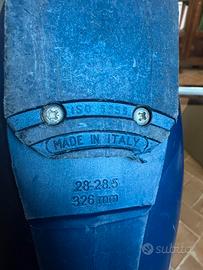 ISO 5355
MADE IN ITALY
28-28.5
326 mm
subito